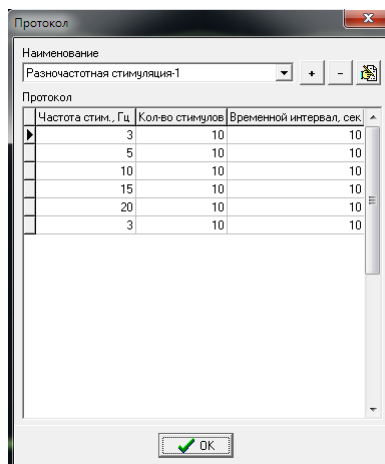 Протокол
Наименование
Разночастотная стимуляция-1
+ -
Протокол
Частота стим., Гц Кол-во стимулов Временной интервал, сек
3 10 10
5 10 10
10 10 10
15 10 10
20 10 10
3 10 10
OK